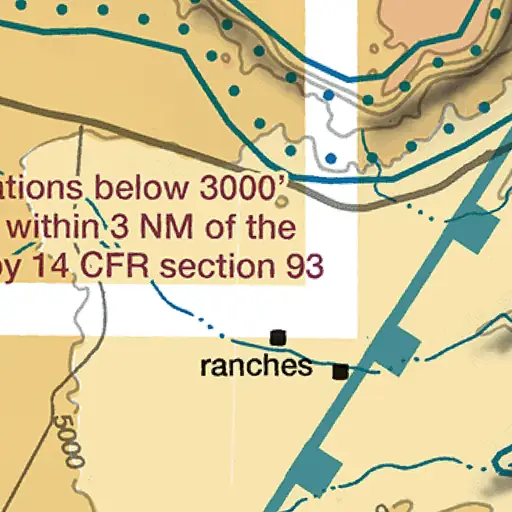 ations below 3000'
within 3 NM of the
by 14 CFR section 93
ranches
5000